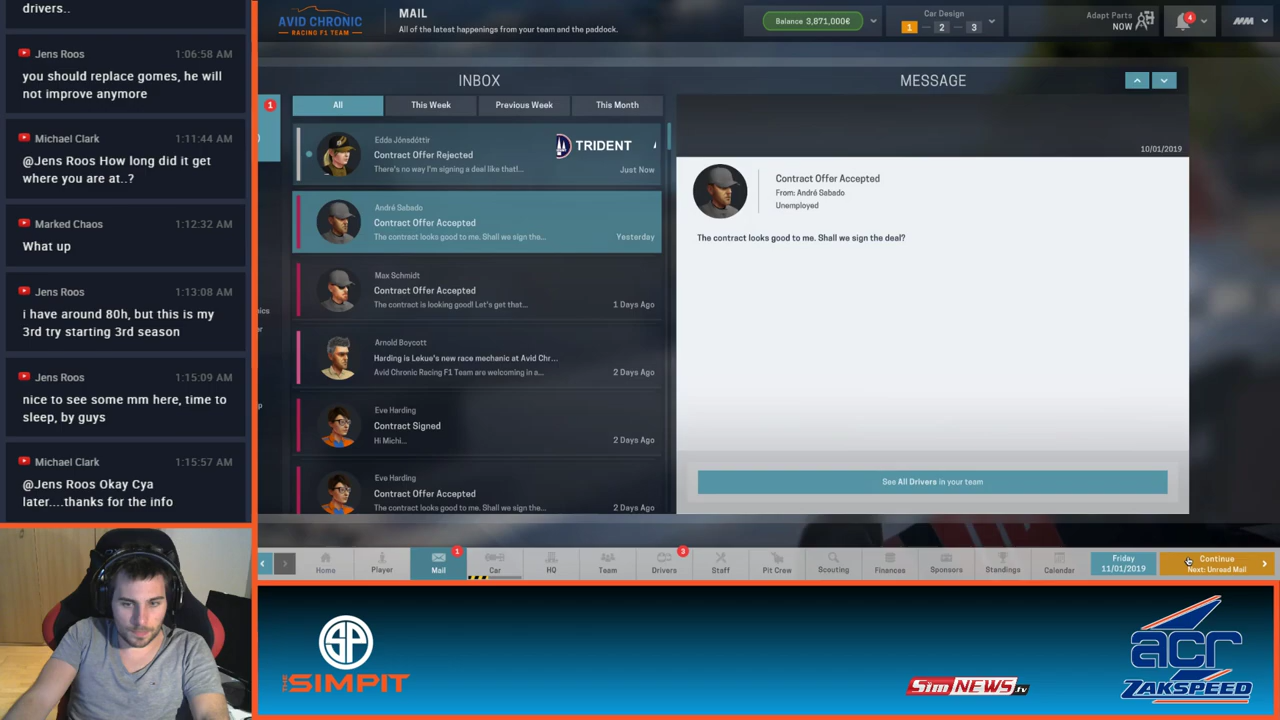 drivers..
Jens Roos 1:06:58 AM
you should replace gomes, he will
not improve anymore
Michael Clark 1:11:44 AM
@Jens Roos How long did it get
where you are at..?
Marked Chaos 1:12:32 AM
What up
Jens Roos 1:13:08 AM
i have around 80h, but this is my
3rd try starting 3rd season
Jens Roos 1:15:09 AM
nice to see some mm here, time to
sleep, by guys
Michael Clark 1:15:57 AM
@Jens Roos Okay Cya
later....thanks for the info
AVID CHRONIC
RACING F1 TEAM
MAIL
All of the latest happenings from your team and the paddock.
Balance 3,871,000€
Car Design
1 2 3
Adapt Parts
NOW
4
INBOX
1
All This Week Previous Week This Month
Edda Jónsdóttir
Contract Offer Rejected
There's no way I'm signing a deal like that!...
TRIDENT
Just Now
André Sabado
Contract Offer Accepted
The contract looks good to me. Shall we sign the...
Yesterday
Max Schmidt
Contract Offer Accepted
The contract is looking good! Let's get that...
1 Days Ago
Arnold Boycott
Harding is Lekue's new race mechanic at Avid Chr...
Avid Chronic Racing F1 Team are welcoming in a...
2 Days Ago
Eve Harding
Contract Signed
Hi Michi...
2 Days Ago
Eve Harding
Contract Offer Accepted
The contract looks good to me. Shall we sign the...
2 Days Ago
MESSAGE
10/01/2019
Contract Offer Accepted
From: André Sabado
Unemployed
The contract looks good to me. Shall we sign the deal?
See All Drivers in your team
Home Player Mail 1 Car HQ Team Drivers 3 Staff Pit Crew Scouting Finances Sponsors Standings Calendar
Friday
11/01/2019
Continue
Next: Unread Mail
SP
THE SIMPIT
SimNEWS.tv
acr
ZAKSPEED